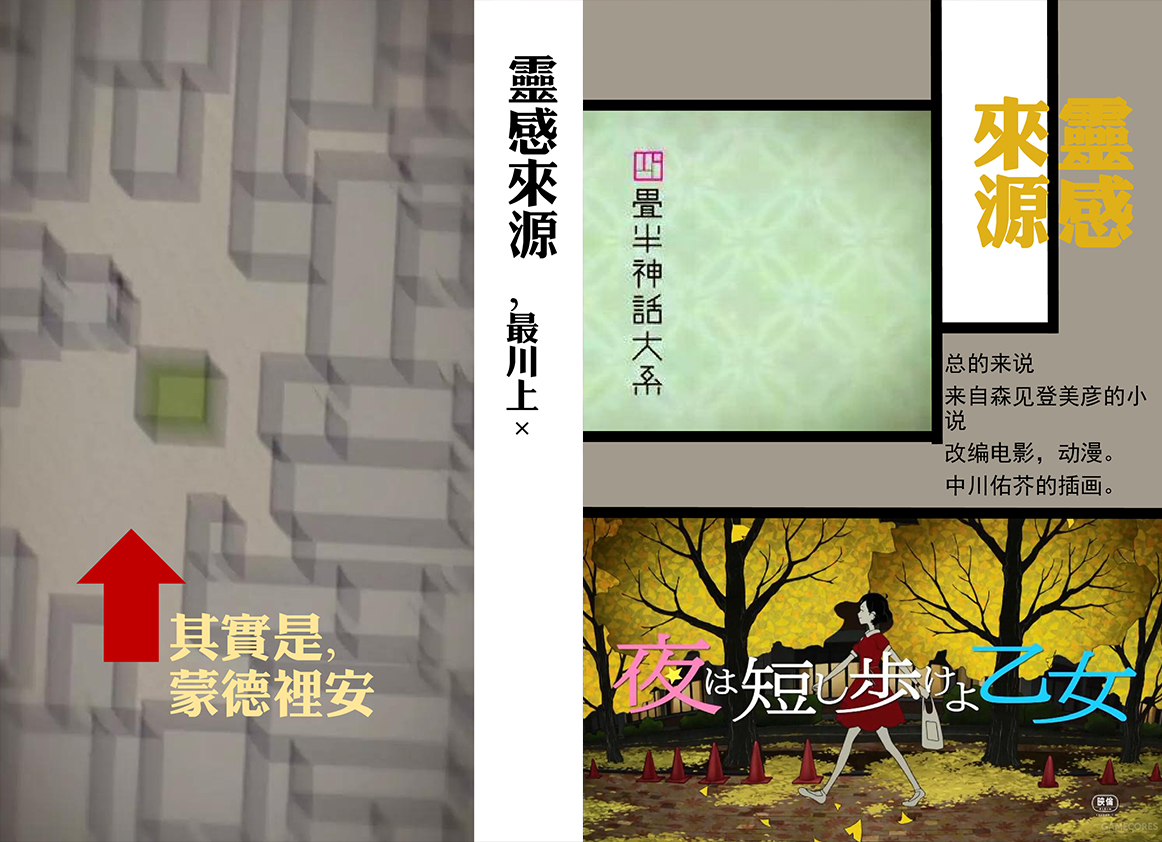 靈感來源
,最川上×
其實是,
蒙德裡安
四畳半神話大系
靈感
來源
总的来说
来自森见登美彦的小
说
改编电影，动漫。
中川佑芥的插画。
夜は短し歩けよ乙女
映倫
GAMECORES